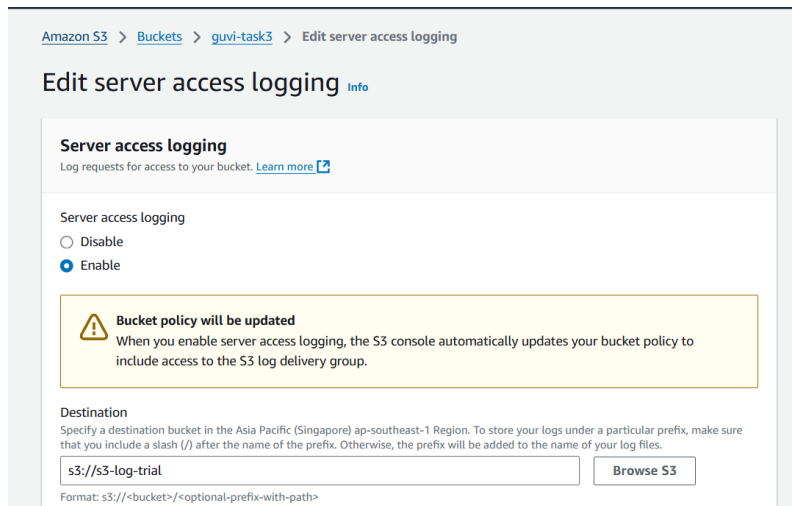 Amazon S3 > Buckets > guvi-task3 > Edit server access logging
Edit server access logging Info
Server access logging
Log requests for access to your bucket. Learn more
Server access logging
Disable
Enable
Bucket policy will be updated
When you enable server access logging, the S3 console automatically updates your bucket policy to
include access to the S3 log delivery group.
Destination
Specify a destination bucket in the Asia Pacific (Singapore) ap-southeast-1 Region. To store your logs under a particular prefix, make sure
that you include a slash (/) after the name of the prefix. Otherwise, the prefix will be added to the name of your log files.
s3://s3-log-trial Browse S3
Format: s3://<bucket>/<optional-prefix-with-path>